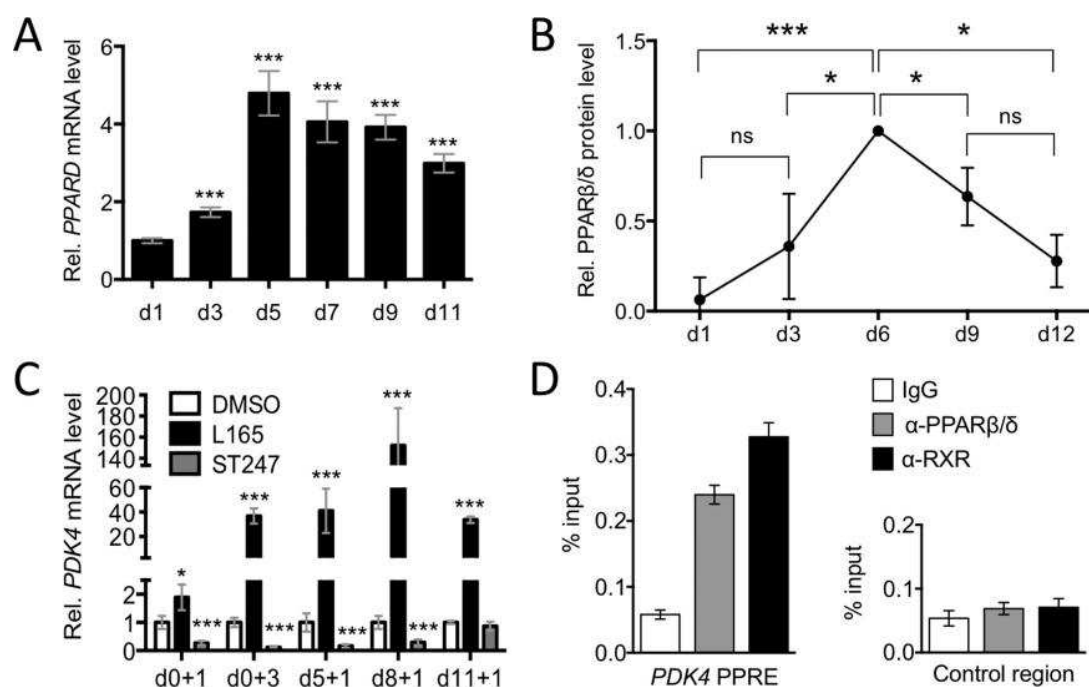 A
Rel. PPARD mRNA level
6
4
2
0
***
***
***
***
***
d1 d3 d5 d7 d9 d11
B
Rel. PPARβ/δ protein level
1.5
1.0
0.5
0.0
*** *
* *
ns ns
d1 d3 d6 d9 d12
C
Rel. PDK4 mRNA level
200
180
160
140
60
40
20
2
1
0
DMSO
L165
ST247
***
***
***
***
*
***
***
***
***
d0+1 d0+3 d5+1 d8+1 d11+1
D
% input
0.4
0.3
0.2
0.1
0.0
PDK4 PPRE
IgG
α-PPARβ/δ
α-RXR
% input
0.2
0.1
0.0
Control region